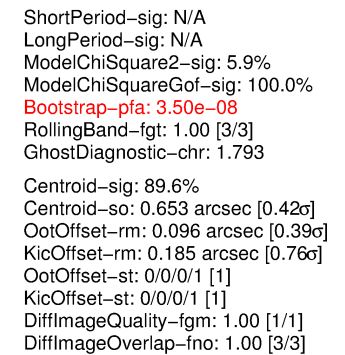 ShortPeriod−sig: N/A
LongPeriod−sig: N/A
ModelChiSquare2−sig: 5.9%
ModelChiSquareGof−sig: 100.0%
Bootstrap−pfa: 3.50e−08
RollingBand−fgt: 1.00 [3/3]
GhostDiagnostic−chr: 1.793
Centroid−sig: 89.6%
Centroid−so: 0.653 arcsec [0.42σ]
OotOffset−rm: 0.096 arcsec [0.39σ]
KicOffset−rm: 0.185 arcsec [0.76σ]
OotOffset−st: 0/0/0/1 [1]
KicOffset−st: 0/0/0/1 [1]
DiffImageQuality−fgm: 1.00 [1/1]
DiffImageOverlap−fno: 1.00 [3/3]